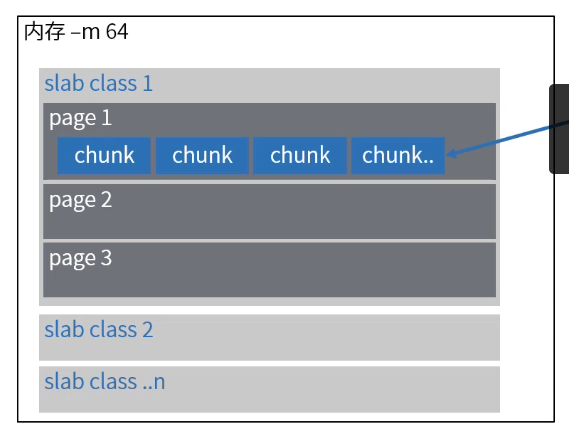 内存 –m 64
slab class 1
page 1
chunk chunk chunk chunk..
page 2
page 3
slab class 2
slab class ..n